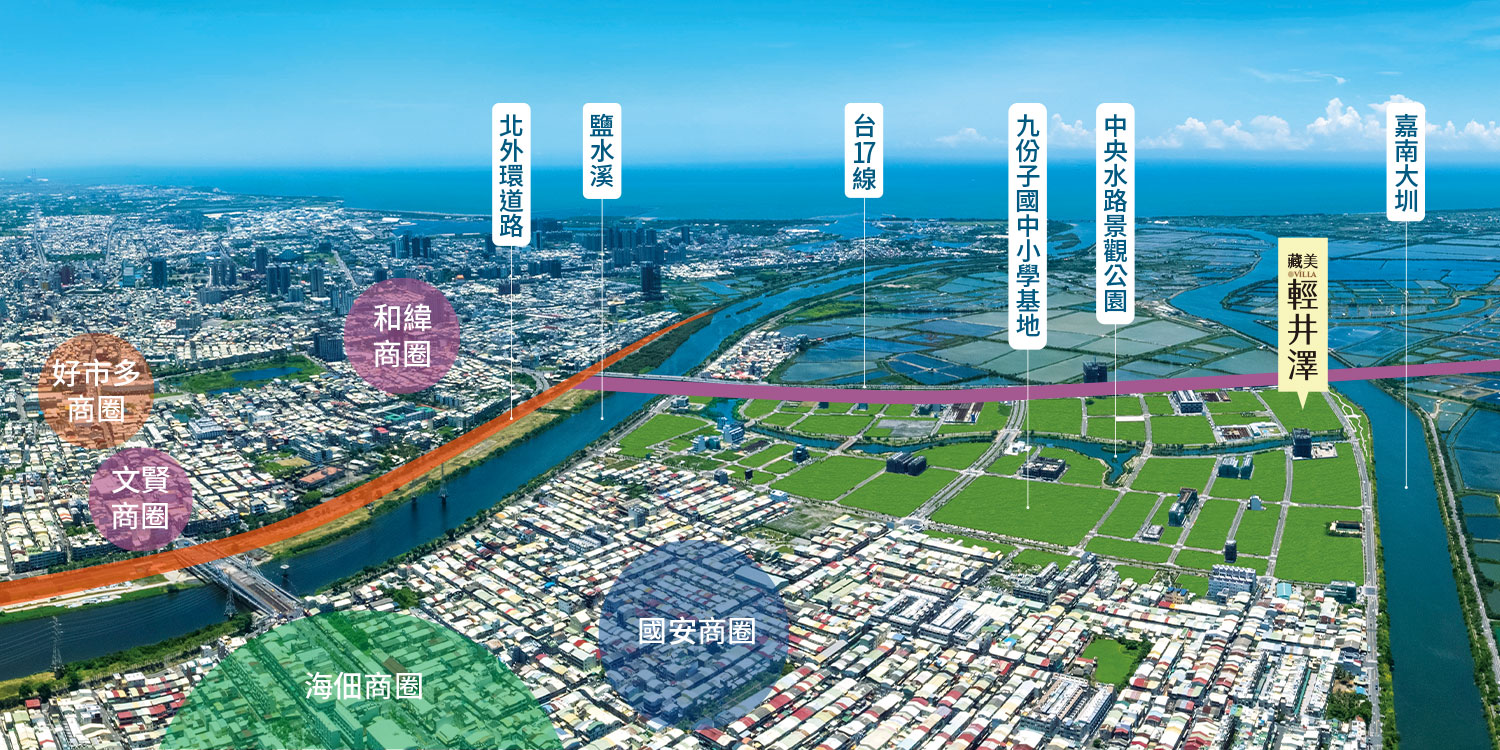 北外環道路
鹽水溪
台17線
九份子國中小學基地
中央水路景觀公園
嘉南大圳
藏美
@VILLA
輕井澤
和緯
商圈
好市多
商圈
文賢
商圈
國安商圈
海佃商圈